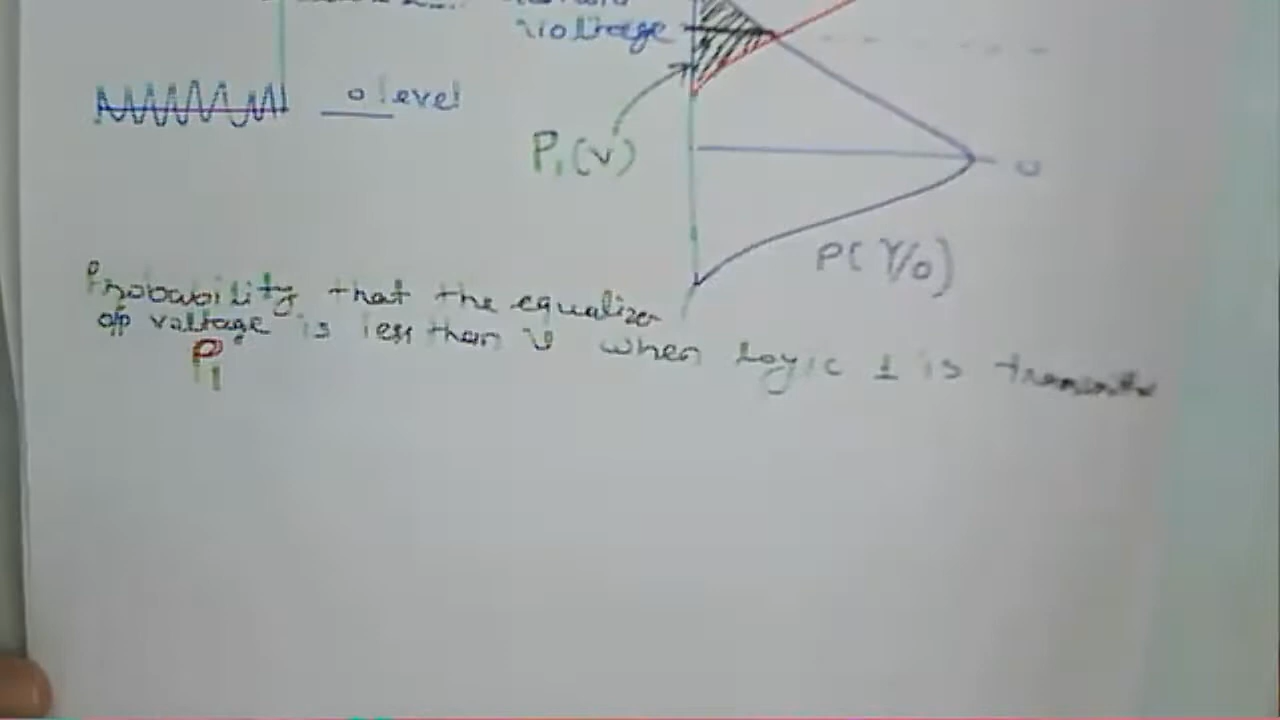 voltage
0 level
P₁(v)
0
P(Y/0)
Probability that the equalizer
o/p voltage is less than v when logic 1 is
P₁